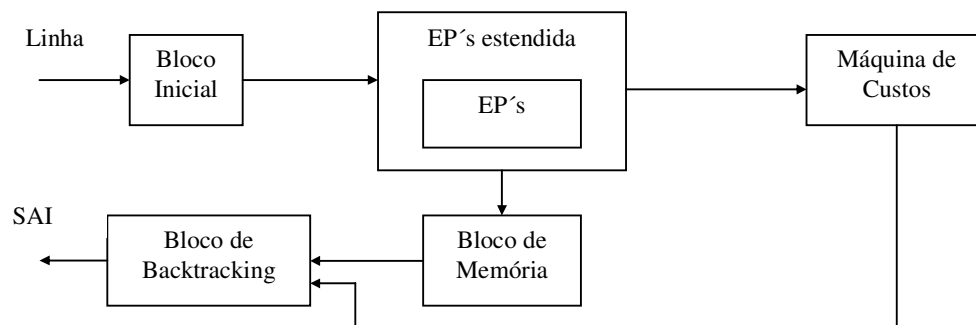 Linha
Bloco
Inicial
EP´s estendida
EP´s
Máquina de
Custos
SAI
Bloco de
Backtracking
Bloco de
Memória